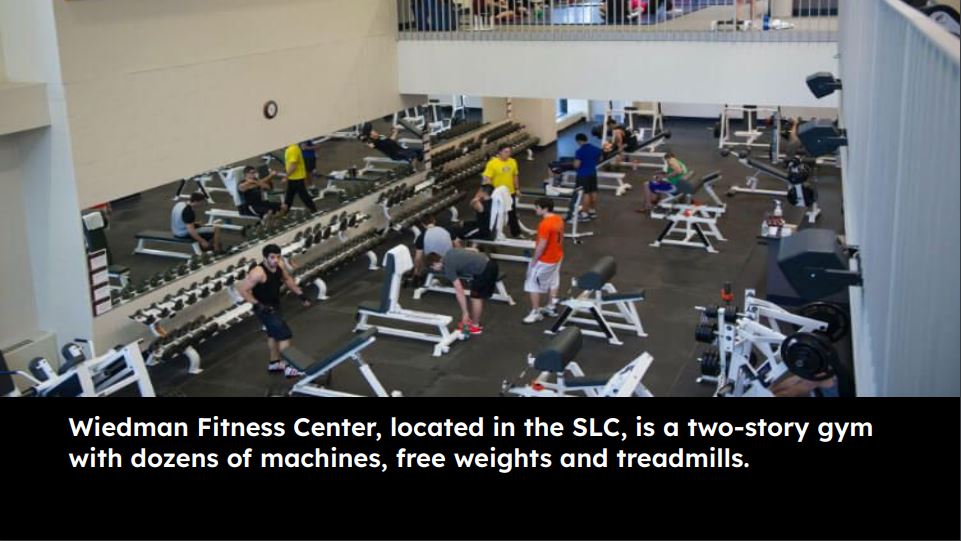 Wiedman Fitness Center, located in the SLC, is a two-story gym
with dozens of machines, free weights and treadmills.